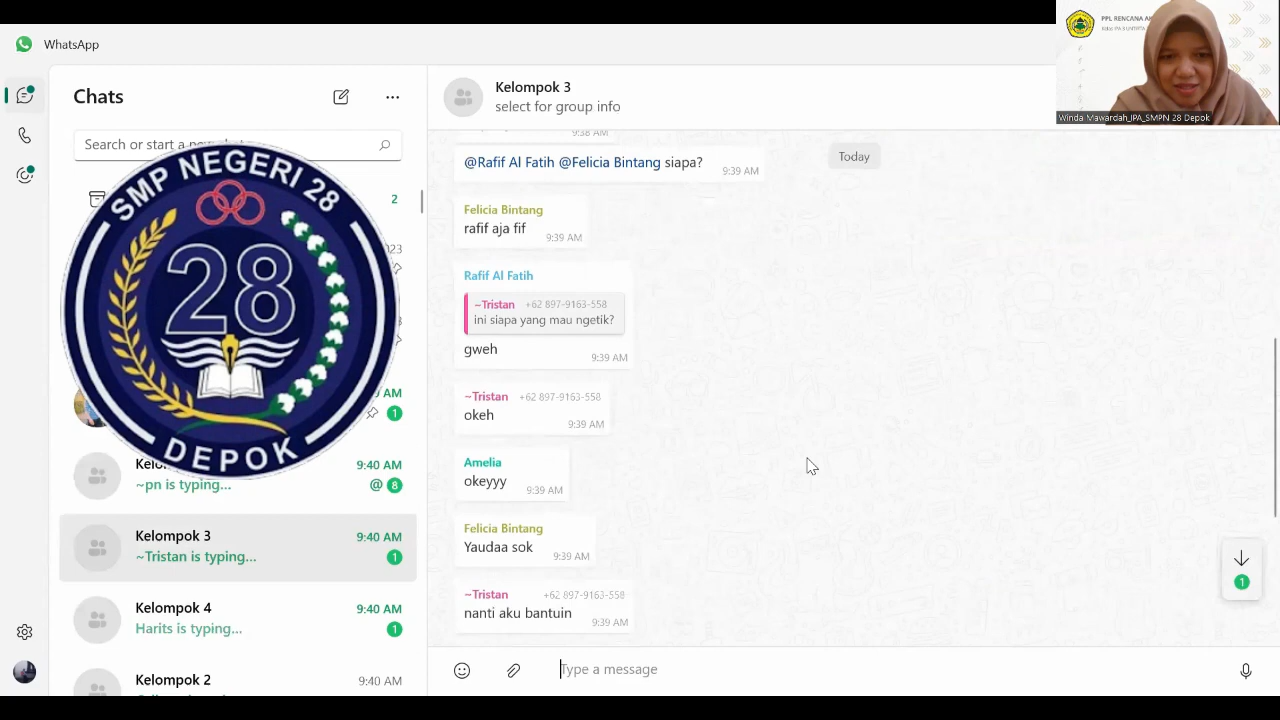 WhatsApp
Chats
Search or start a
2
SMP NEGERI 28
28
DEPOK
AM
1
9:40 AM
~pn is typing...
@ 8
Kelompok 3
9:40 AM
~Tristan is typing...
1
Kelompok 4
9:40 AM
Harits is typing...
1
Kelompok 2
9:40 AM
Kelompok 3
select for group info
9:38 AM
Today
@Rafif Al Fatih @Felicia Bintang siapa?
9:39 AM
Felicia Bintang
rafif aja fif
9:39 AM
Rafif Al Fatih
~Tristan +62 897-9163-558
ini siapa yang mau ngetik?
gweh
9:39 AM
~Tristan +62 897-9163-558
okeh
9:39 AM
Amelia
okeyyy
9:39 AM
Felicia Bintang
Yaudaa sok
9:39 AM
~Tristan +62 897-9163-558
nanti aku bantuin
9:39 AM
1
Type a message
PPL RENCANA
Winda Mawardah_IPA_SMPN 28 Depok